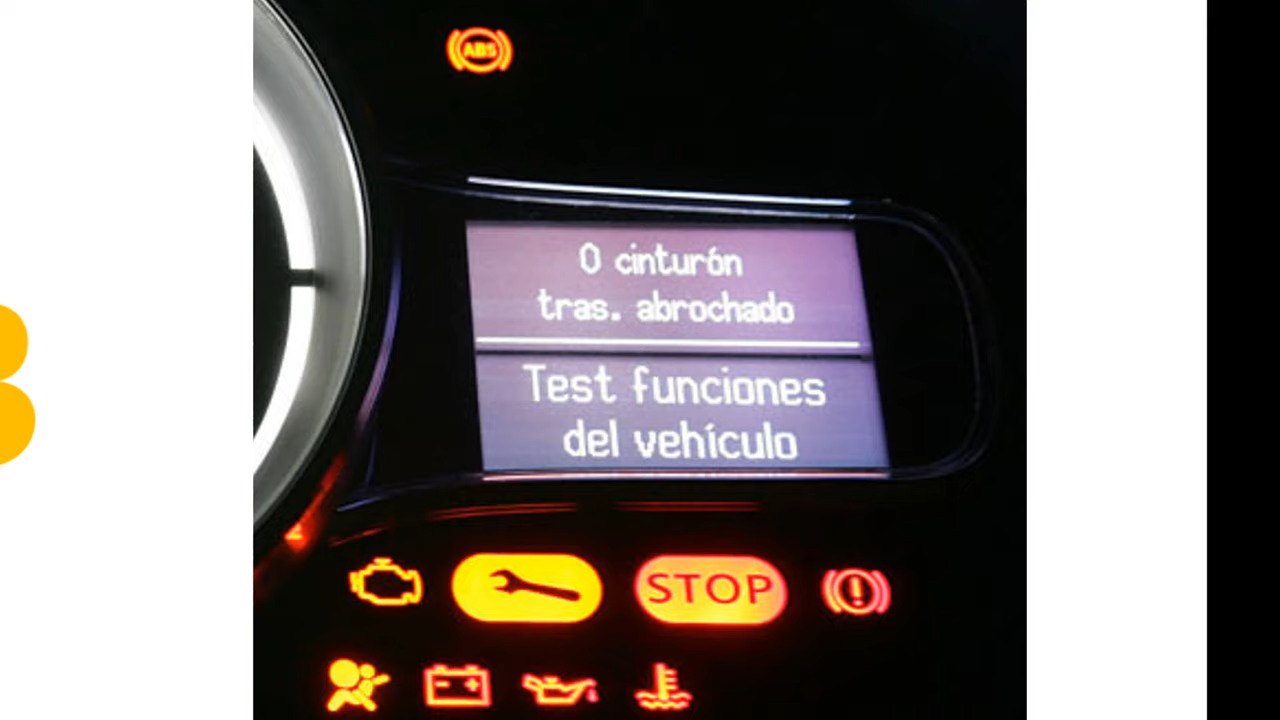 ABS
0 cinturón
tras. abrochado
Test funciones
del vehículo
STOP